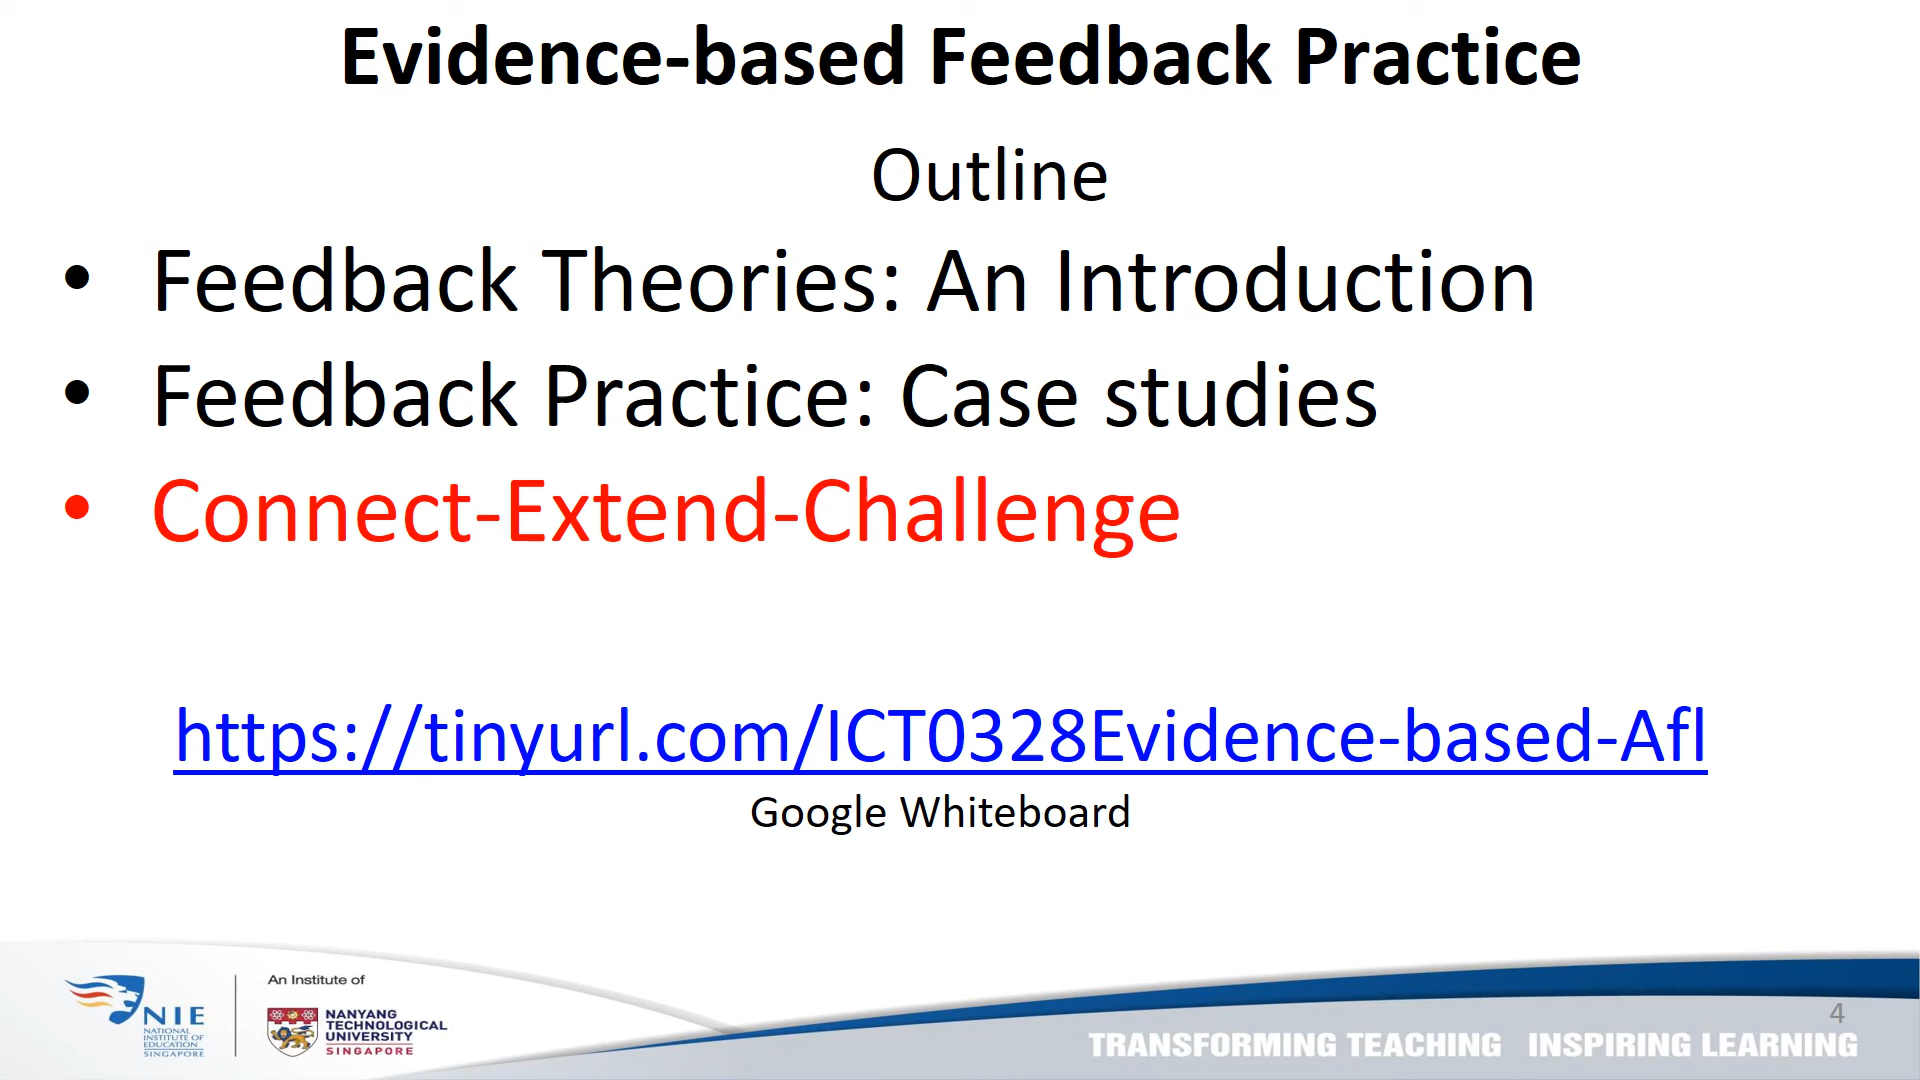 Evidence-based Feedback Practice
Outline
• Feedback Theories: An Introduction
• Feedback Practice: Case studies
• Connect-Extend-Challenge
https://tinyurl.com/ICT0328Evidence-based-Afl
Google Whiteboard
NIE
NATIONAL
INSTITUTE OF
EDUCATION
SINGAPORE
An Institute of
NANYANG
TECHNOLOGICAL
UNIVERSITY
SINGAPORE
4
TRANSFORMING TEACHING INSPIRING LEARNING